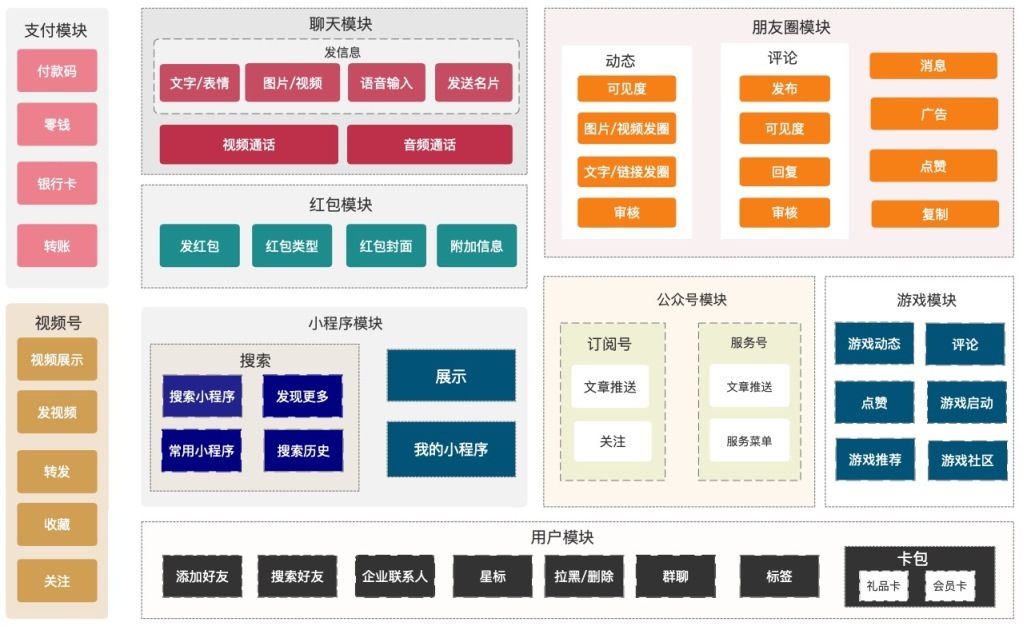 支付模块
付款码
零钱
银行卡
转账
聊天模块
发信息
文字/表情
图片/视频
语音输入
发送名片
视频通话
音频通话
红包模块
发红包
红包类型
红包封面
附加信息
朋友圈模块
动态
可见度
图片/视频发圈
文字/链接发圈
审核
评论
发布
可见度
回复
审核
消息
广告
点赞
复制
视频号
视频展示
发视频
转发
收藏
关注
小程序模块
搜索
搜索小程序
发现更多
常用小程序
搜索历史
展示
我的小程序
公众号模块
订阅号
文章推送
关注
服务号
文章推送
服务菜单
游戏模块
游戏动态
评论
点赞
游戏启动
游戏推荐
游戏社区
用户模块
添加好友
搜索好友
企业联系人
星标
拉黑/删除
群聊
标签
卡包
礼品卡
会员卡